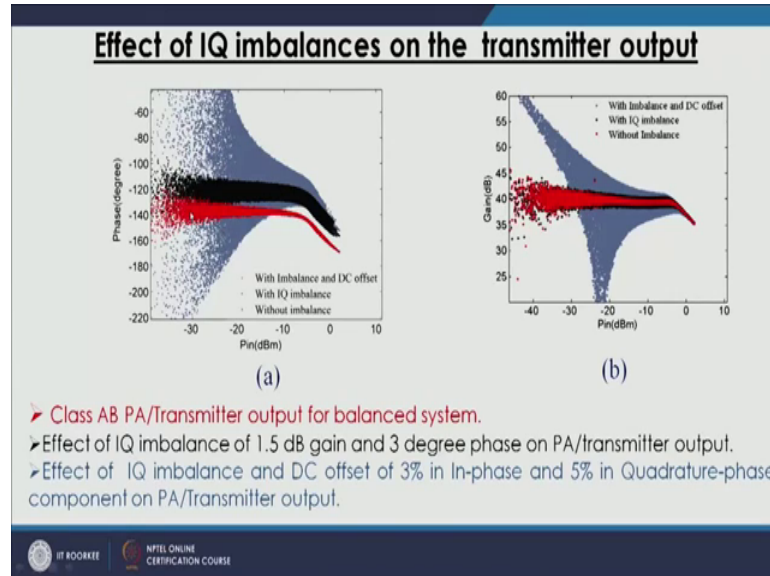 Effect of IQ imbalances on the transmitter output
-60
-80
-100
-120
-140
-160
-180
-200
-220
Phase(degree)
With Imbalance and DC offset
With IQ imbalance
Without imbalance
-30 -20 -10 0 10
Pin(dBm)
(a)
60
55
50
45
40
35
30
25
Gain(dB)
With Imbalance and DC offset
With IQ imbalance
Without Imbalance
-40 -30 -20 -10 0 10
Pin(dBm)
(b)
➤ Class AB PA/Transmitter output for balanced system.
➤Effect of IQ imbalance of 1.5 dB gain and 3 degree phase on PA/transmitter output.
➤Effect of IQ imbalance and DC offset of 3% in In-phase and 5% in Quadrature-phase
component on PA/Transmitter output.
IIT ROORKEE
NPTEL ONLINE
CERTIFICATION COURSE